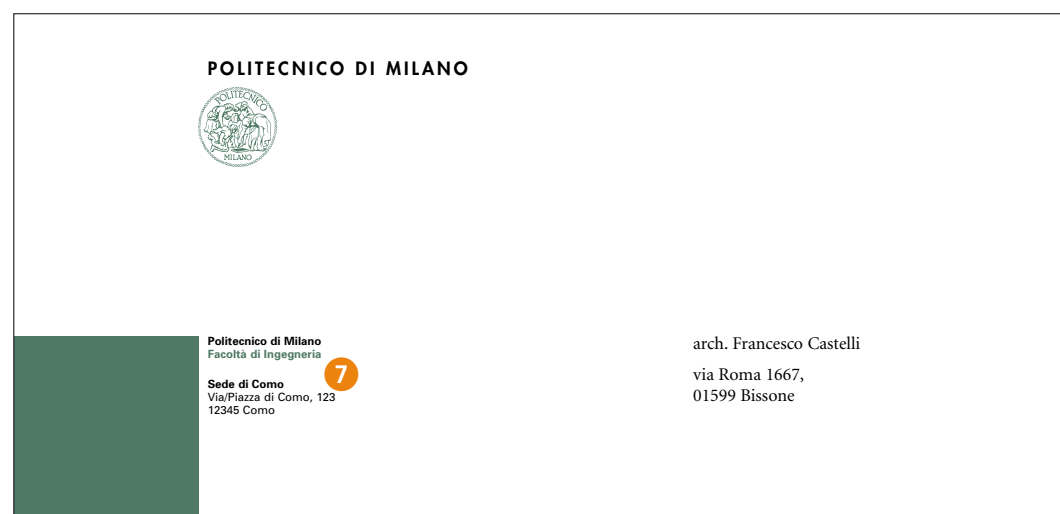 POLITECNICO DI MILANO
POLITECNICO
MILANO
Politecnico di Milano
Facoltà di Ingegneria
7
Sede di Como
Via/Piazza di Como, 123
12345 Como
arch. Francesco Castelli
via Roma 1667,
01599 Bissone